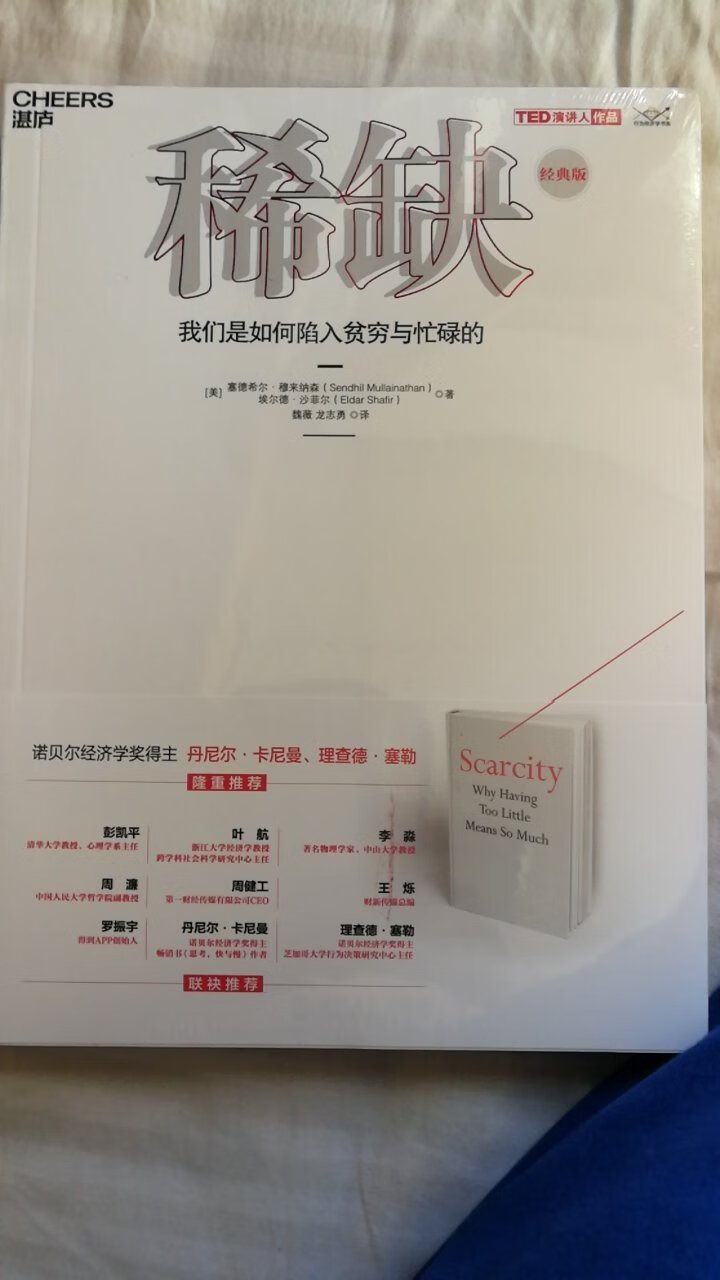 CHEERS
湛庐
TED演讲人作品
行为经济学书系
稀缺
经典版
我们是如何陷入贫穷与忙碌的
[美] 塞德希尔·穆来纳森（Sendhil Mullainathan）
埃尔德·沙菲尔（Eldar Shafir）
◎著
魏薇 龙志勇 ◎译
诺贝尔经济学奖得主 丹尼尔·卡尼曼、理查德·塞勒
隆重推荐
彭凯平
清华大学教授、心理学系主任
叶 航
浙江大学经济学教授
跨学科社会科学研究中心主任
李 淼
著名物理学家、中山大学教授
周 濂
中国人民大学哲学院副教授
周健工
第一财经传媒有限公司CEO
王 烁
财新传媒总编
罗振宇
得到APP创始人
丹尼尔·卡尼曼
诺贝尔经济学奖得主
畅销书《思考，快与慢》作者
理查德·塞勒
诺贝尔经济学奖得主
芝加哥大学行为决策研究中心主任
联袂推荐
Scarcity
Why Having
Too Little
Means So Much